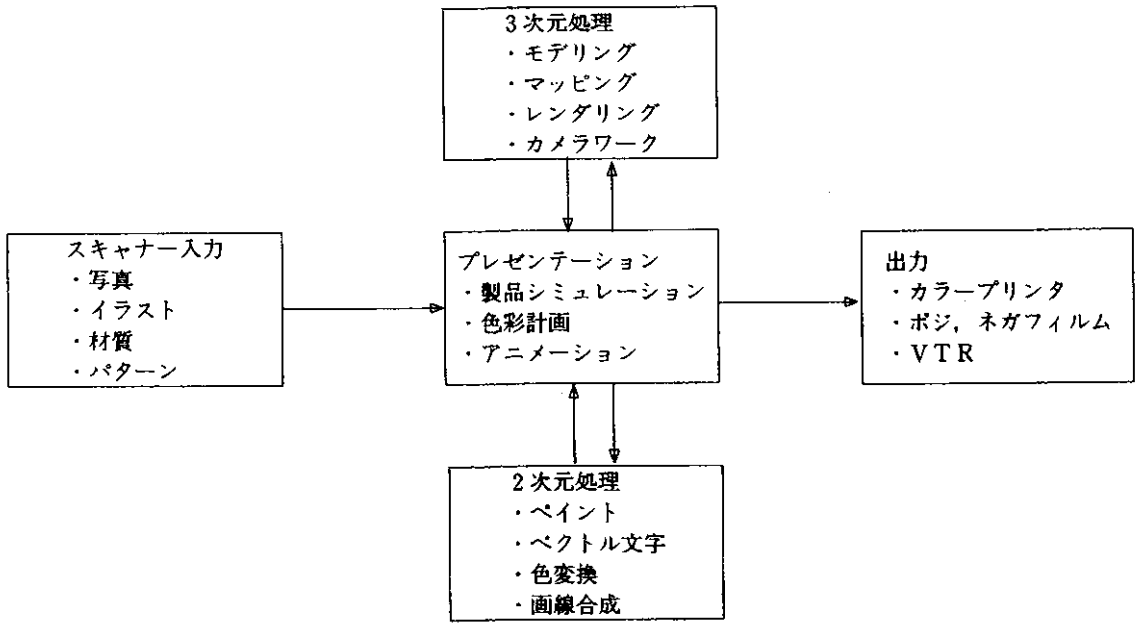 3次元処理
・モデリング
・マッピング
・レンダリング
・カメラワーク
スキャナー入力
・写真
・イラスト
・材質
・パターン
プレゼンテーション
・製品シミュレーション
・色彩計画
・アニメーション
出力
・カラープリンタ
・ポジ，ネガフィルム
・VTR
2次元処理
・ペイント
・ベクトル文字
・色変換
・画線合成